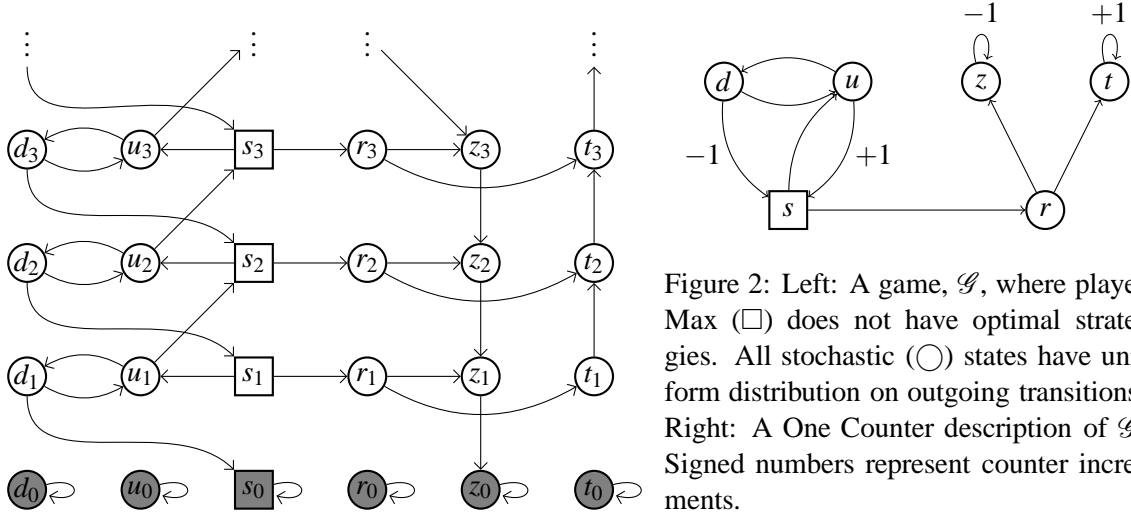 ⋮ ⋮ ⋮ ⋮
d₃ u₃ s₃ r₃ z₃ t₃
d₂ u₂ s₂ r₂ z₂ t₂
d₁ u₁ s₁ r₁ z₁ t₁
d₀ u₀ s₀ r₀ z₀ t₀
−1 +1
d u z t
−1 +1
s r
Figure 2: Left: A game, 𝒢, where playe
Max (□) does not have optimal strate
gies. All stochastic (○) states have uni
form distribution on outgoing transitions
Right: A One Counter description of 𝒢
Signed numbers represent counter incre
ments.